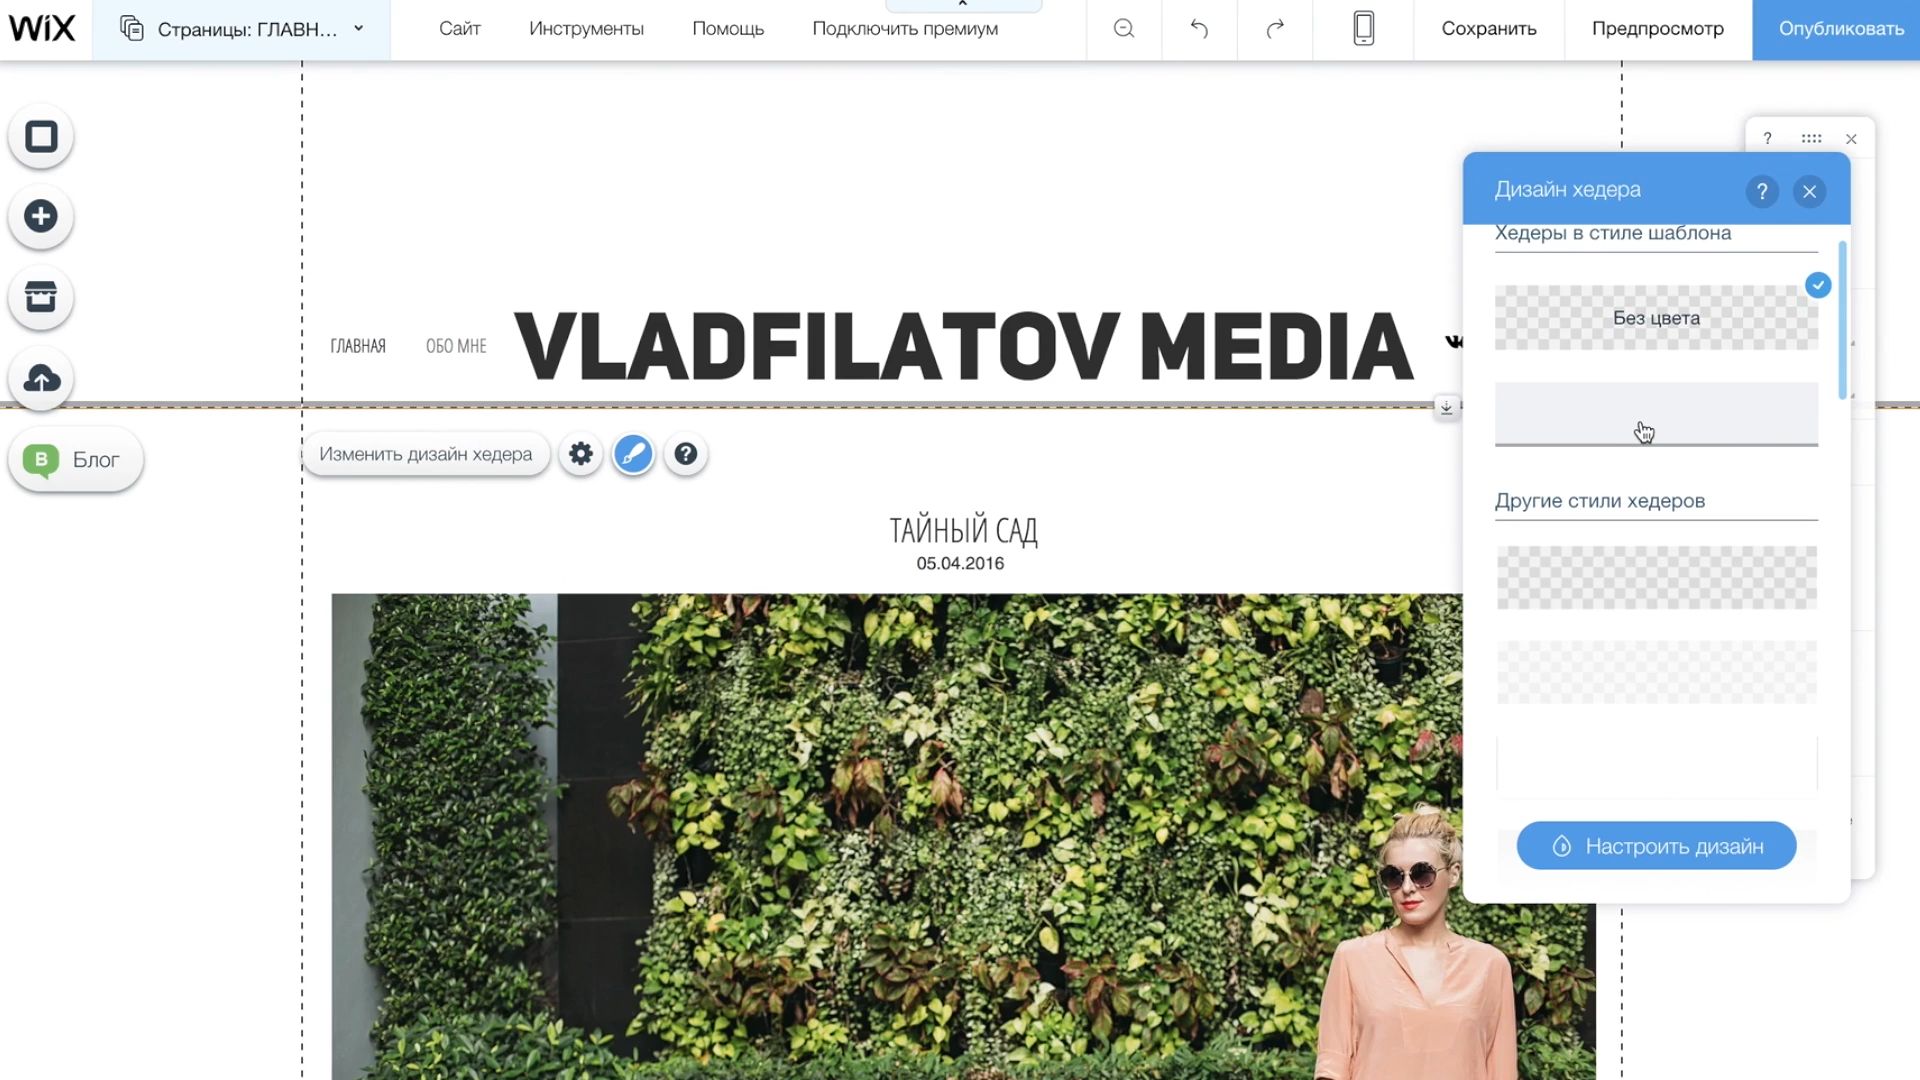 WiX
Страницы: ГЛАВН...
Сайт
Инструменты
Помощь
Подключить премиум
Сохранить
Предпросмотр
Опубликовать
?
Дизайн хедера
?
Хедеры в стиле шаблона
Без цвета
ГЛАВНАЯ
ОБО МНЕ
VLADFILATOV MEDIA
B
Блог
Изменить дизайн хедера
?
Другие стили хедеров
ТАЙНЫЙ САД
05.04.2016
Настроить дизайн